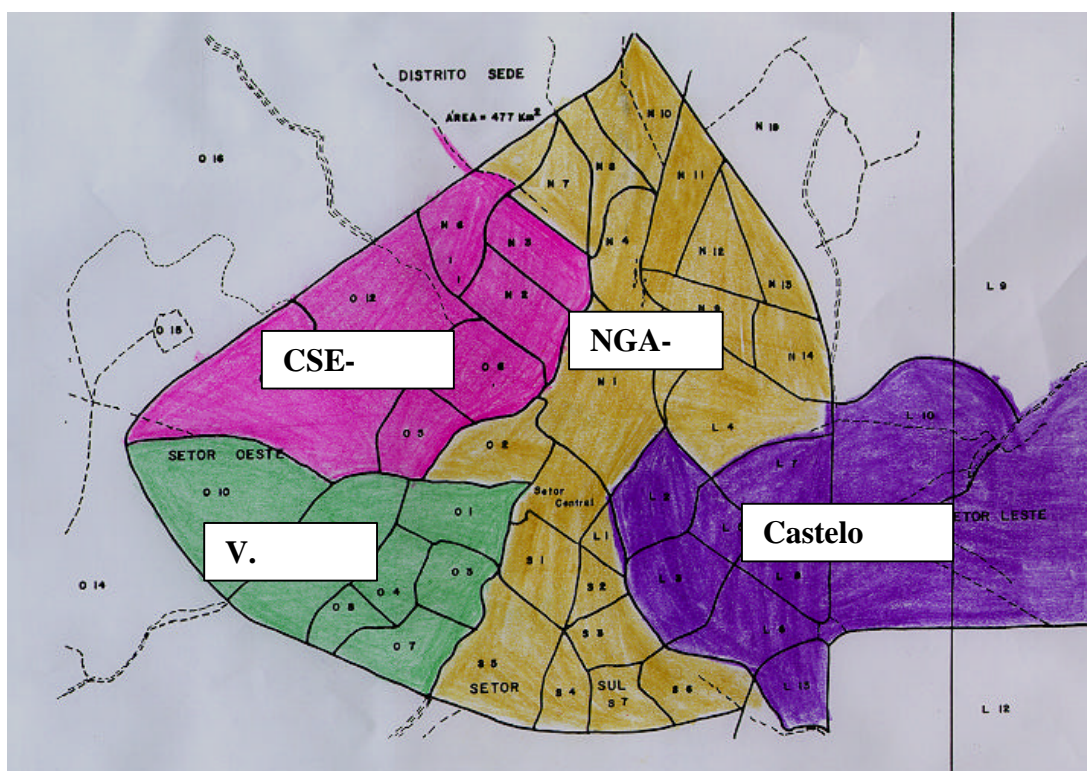 DISTRITO SEDE
ÁREA = 477 Km²
N 10
N 19
O 16
N 8
N 7
N 11
N 6
N 3
N 4
N 12
N 13
L 9
O 12
N 2
O 15
CSE-
NGA-
O 6
N 14
N 1
L 10
O 5
O 2
L 4
SETOR OESTE
L 7
O 10
Setor
Central
L 2
O 1
ETOR LESTE
V.
Castelo
L 1
S 1
O 3
O 14
O 4
S 2
L 3
L 8
O 8
S 3
L 6
O 7
S 5
SETOR
S 4
SUL
S 7
S 6
L 13
L 12